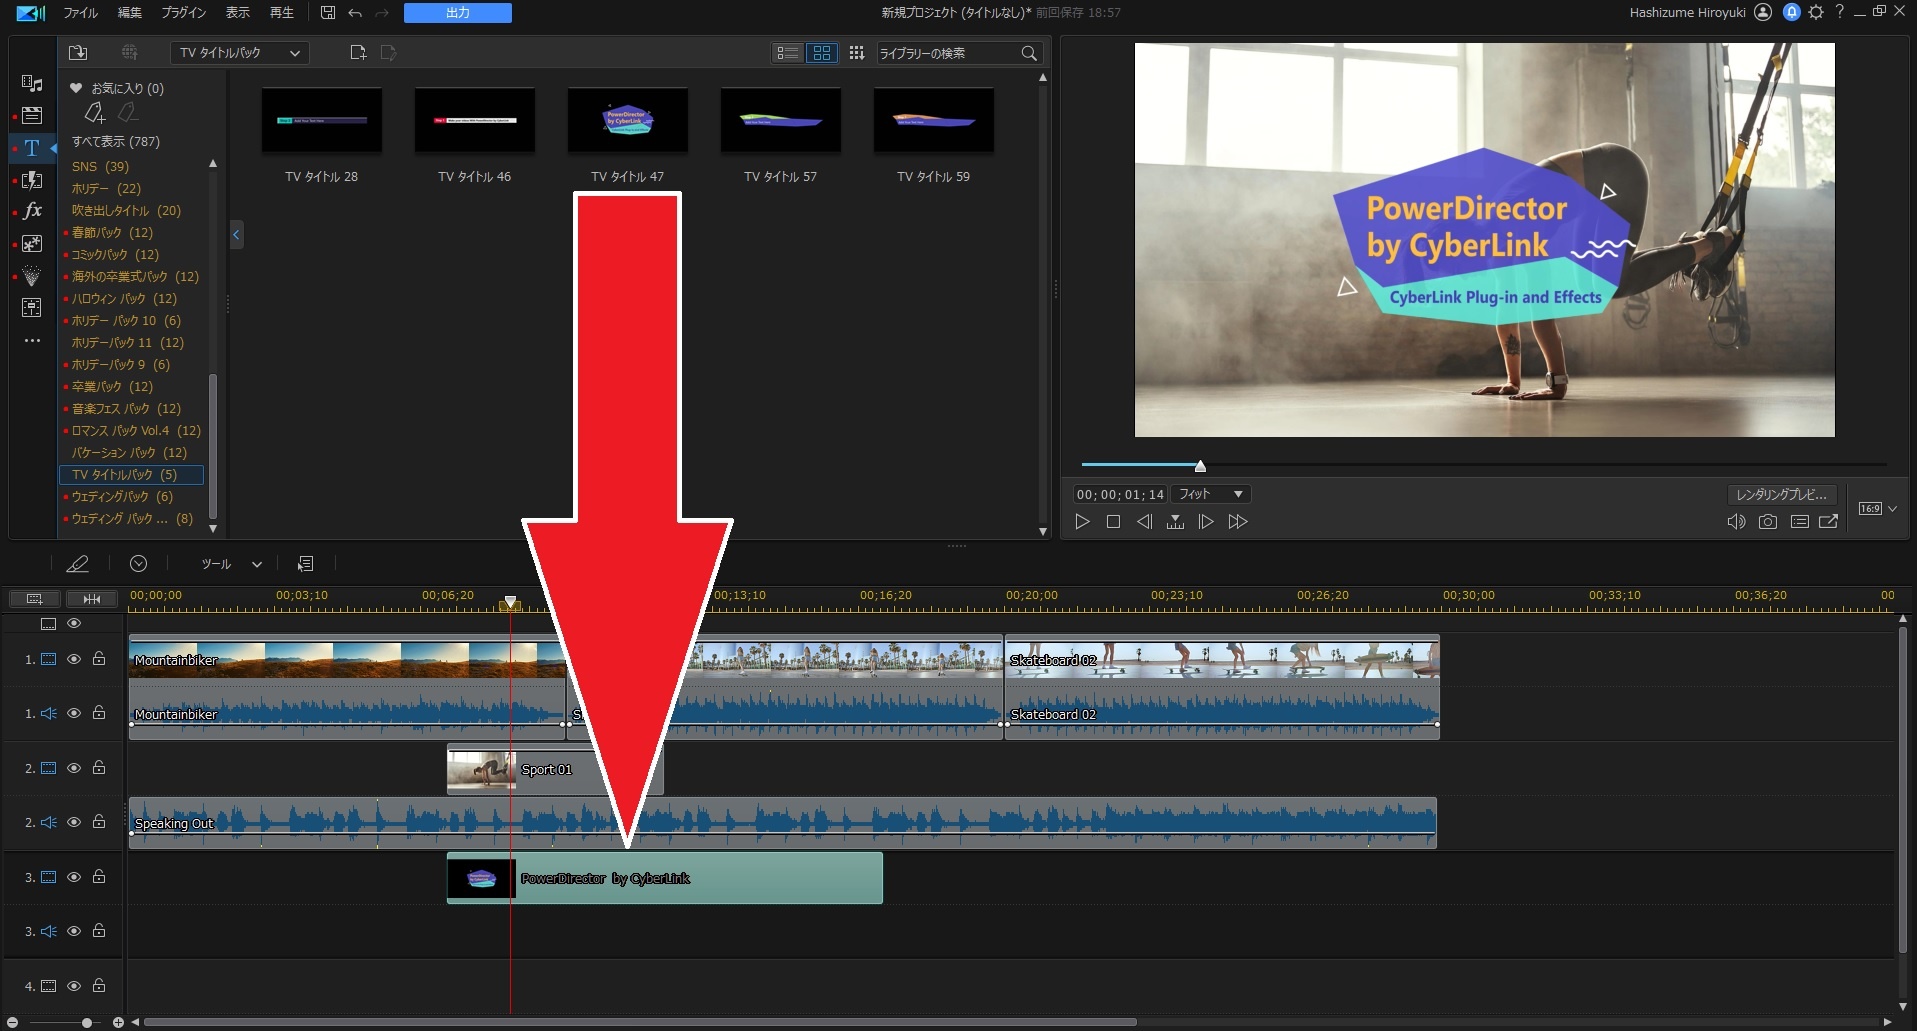 ファイル 編集 プラグイン 表示 再生 出力 新規プロジェクト (タイトルなし)* 前回保存 18:57 Hashizume Hiroyuki ?
TV タイトルパック ライブラリーの検索
お気に入り (0)
すべて表示 (787)
SNS (39)
ホリデー (22)
吹き出しタイトル (20)
春節パック (12)
コミックパック (12)
海外の卒業式パック (12)
ハロウィン パック (12)
ホリデー パック 10 (6)
ホリデーパック 11 (12)
ホリデーパック 9 (6)
卒業パック (12)
音楽フェス パック (12)
ロマンス パック Vol.4 (12)
バケーション パック (12)
TV タイトルパック (5)
ウェディングパック (6)
ウェディング パック ... (8)
T
fx
PowerDirector
by CyberLink
TV タイトル 28 TV タイトル 46 TV タイトル 47 TV タイトル 57 TV タイトル 59
PowerDirector
by CyberLink
CyberLink Plug-in and Effects
00;00;01;14 フィット レンダリングプレビ... 16:9
ツール
00;00;00 00;03;10 00;06;20 00;13;10 00;16;20 00;20;00 00;23;10 00;26;20 00;30;00 00;33;10 00;36;20 00
1. Mountainbiker Skateboard 02
1. Mountainbiker S Skateboard 02
2. Sport 01
2. Speaking Out
3. PowerDirector by CyberLink
3.
4.